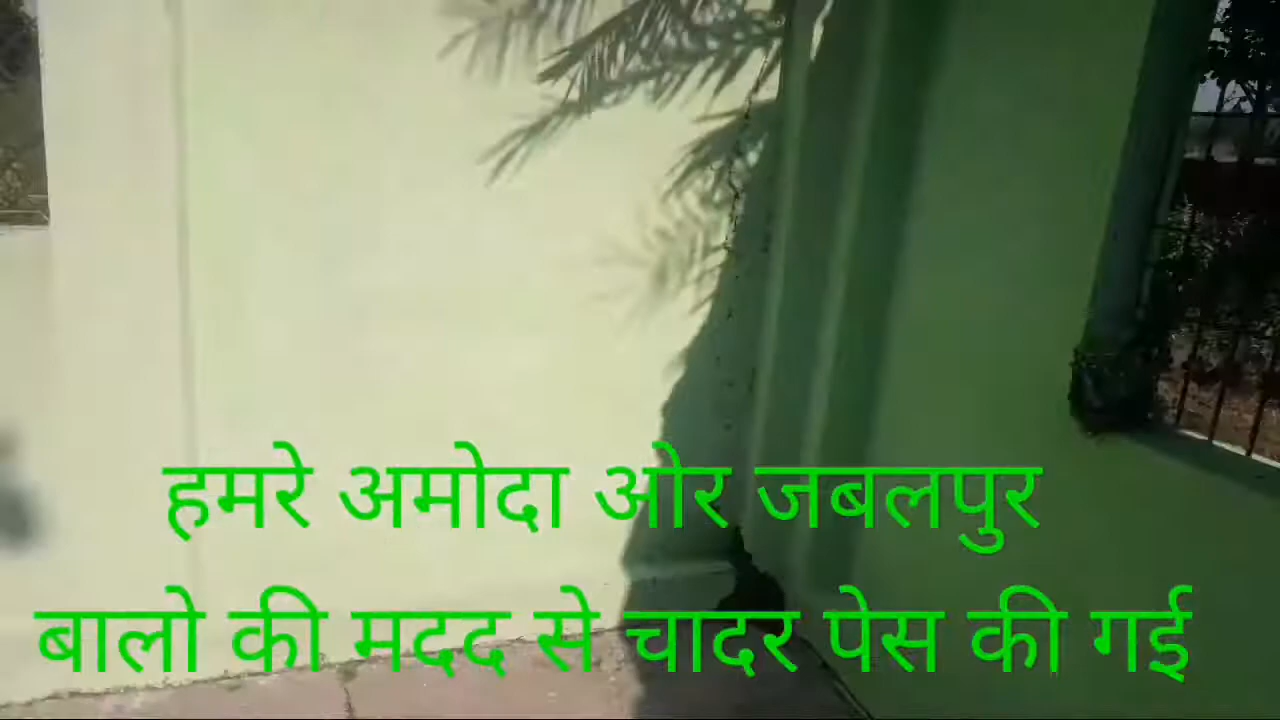 हमरे अमोदा ओर जबलपुर
बालो की मदद से चादर पेस की गई